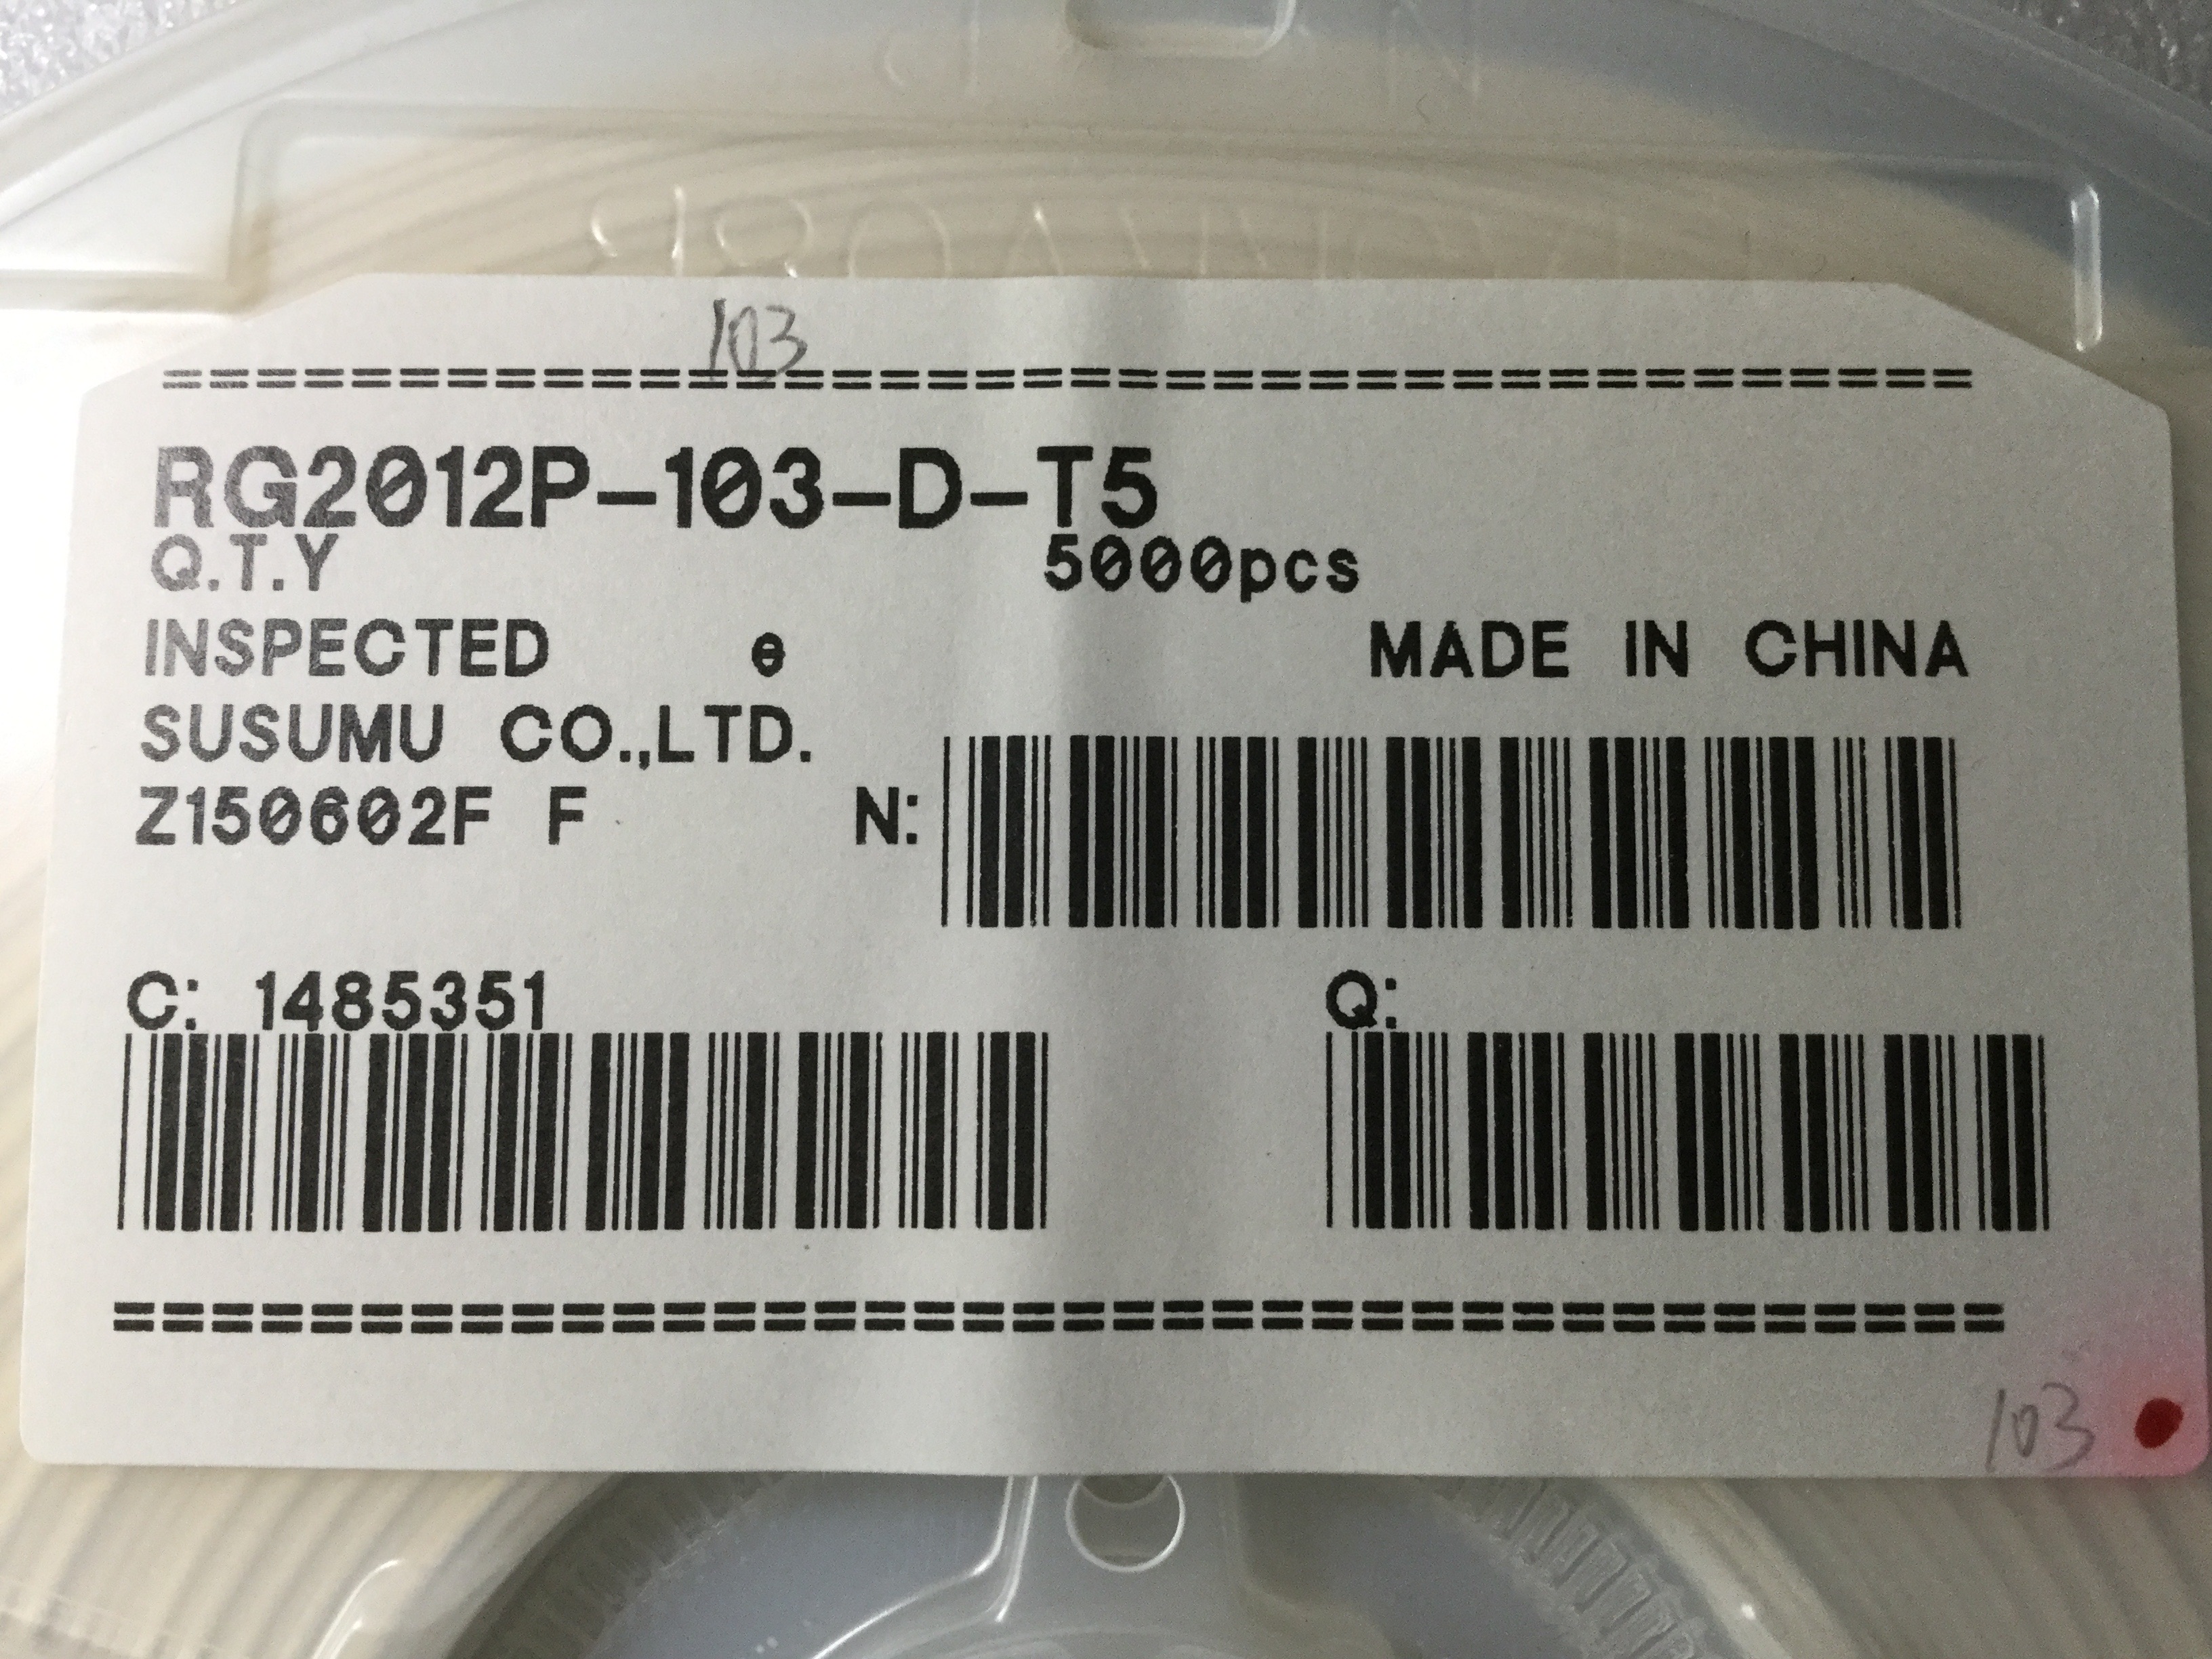 103
==================================
RG2012P-103-D-T5
Q.T.Y 5000pcs
INSPECTED e MADE IN CHINA
SUSUMU CO.,LTD.
Z150602F F N:
C: 1485351 Q:
======================================
103